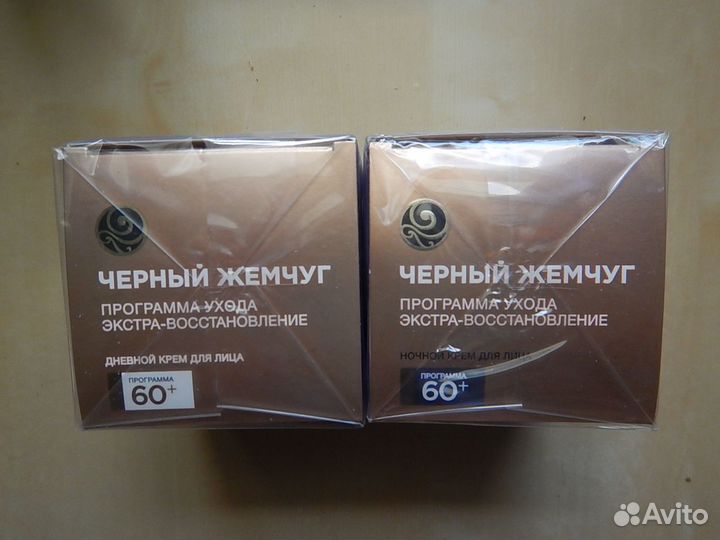 ЧЕРНЫЙ ЖЕМЧУГ
ПРОГРАММА УХОДА
ЭКСТРА-ВОССТАНОВЛЕНИЕ
ДНЕВНОЙ КРЕМ ДЛЯ ЛИЦА
ПРОГРАММА
60+
ЧЕРНЫЙ ЖЕМЧУГ
ПРОГРАММА УХОДА
ЭКСТРА-ВОССТАНОВЛЕНИЕ
НОЧНОЙ КРЕМ ДЛЯ ЛИЦА
ПРОГРАММА
60+
Avito